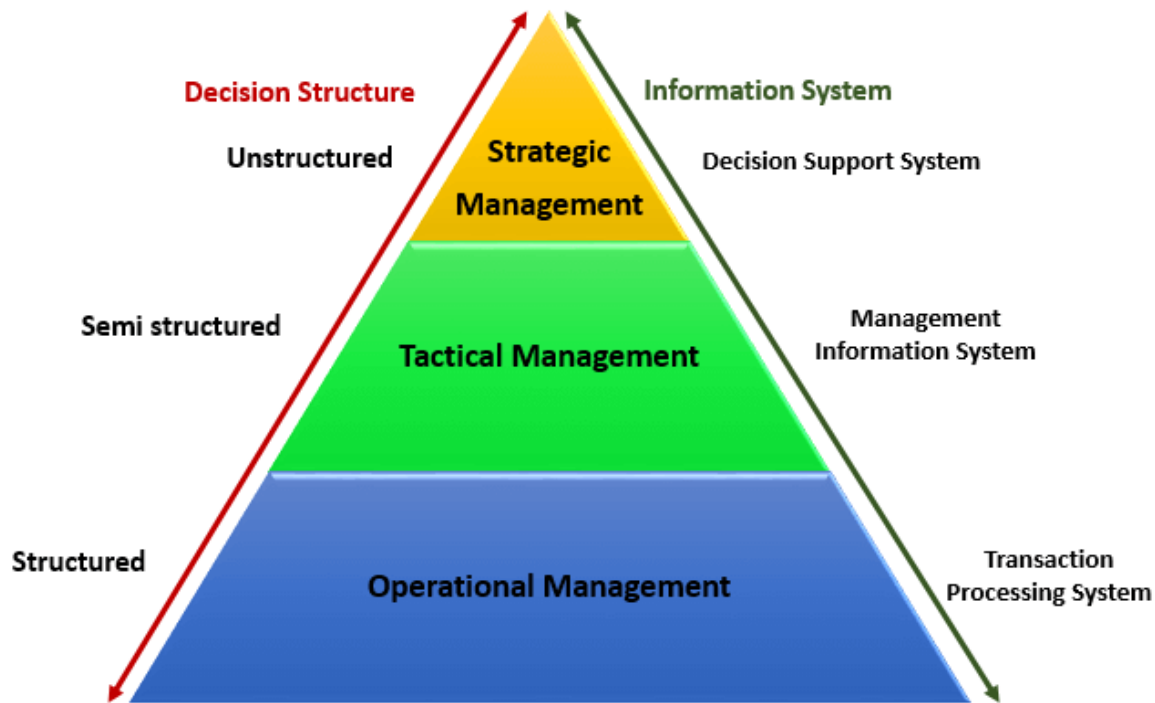 Decision Structure
Information System
Unstructured
Strategic
Management
Decision Support System
Semi structured
Tactical Management
Management
Information System
Structured
Operational Management
Transaction
Processing System